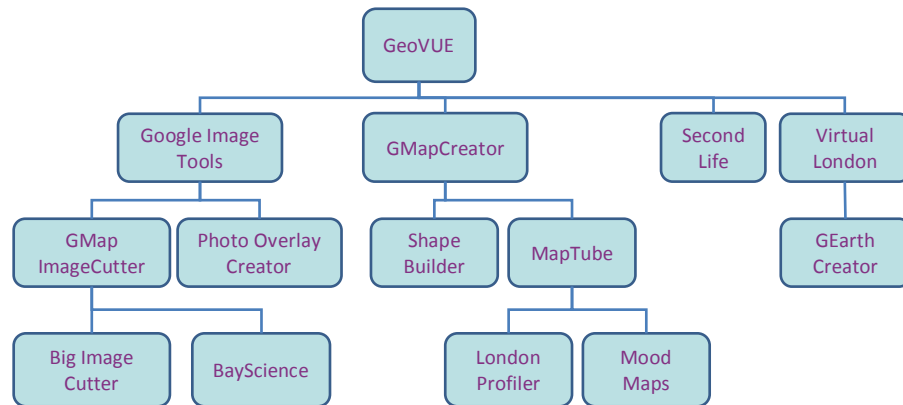 GeoVUE
Google Image
Tools
GMapCreator
Second
Life
Virtual
London
GMap
ImageCutter
Photo Overlay
Creator
Shape
Builder
MapTube
GEarth
Creator
Big Image
Cutter
BayScience
London
Profiler
Mood
Maps